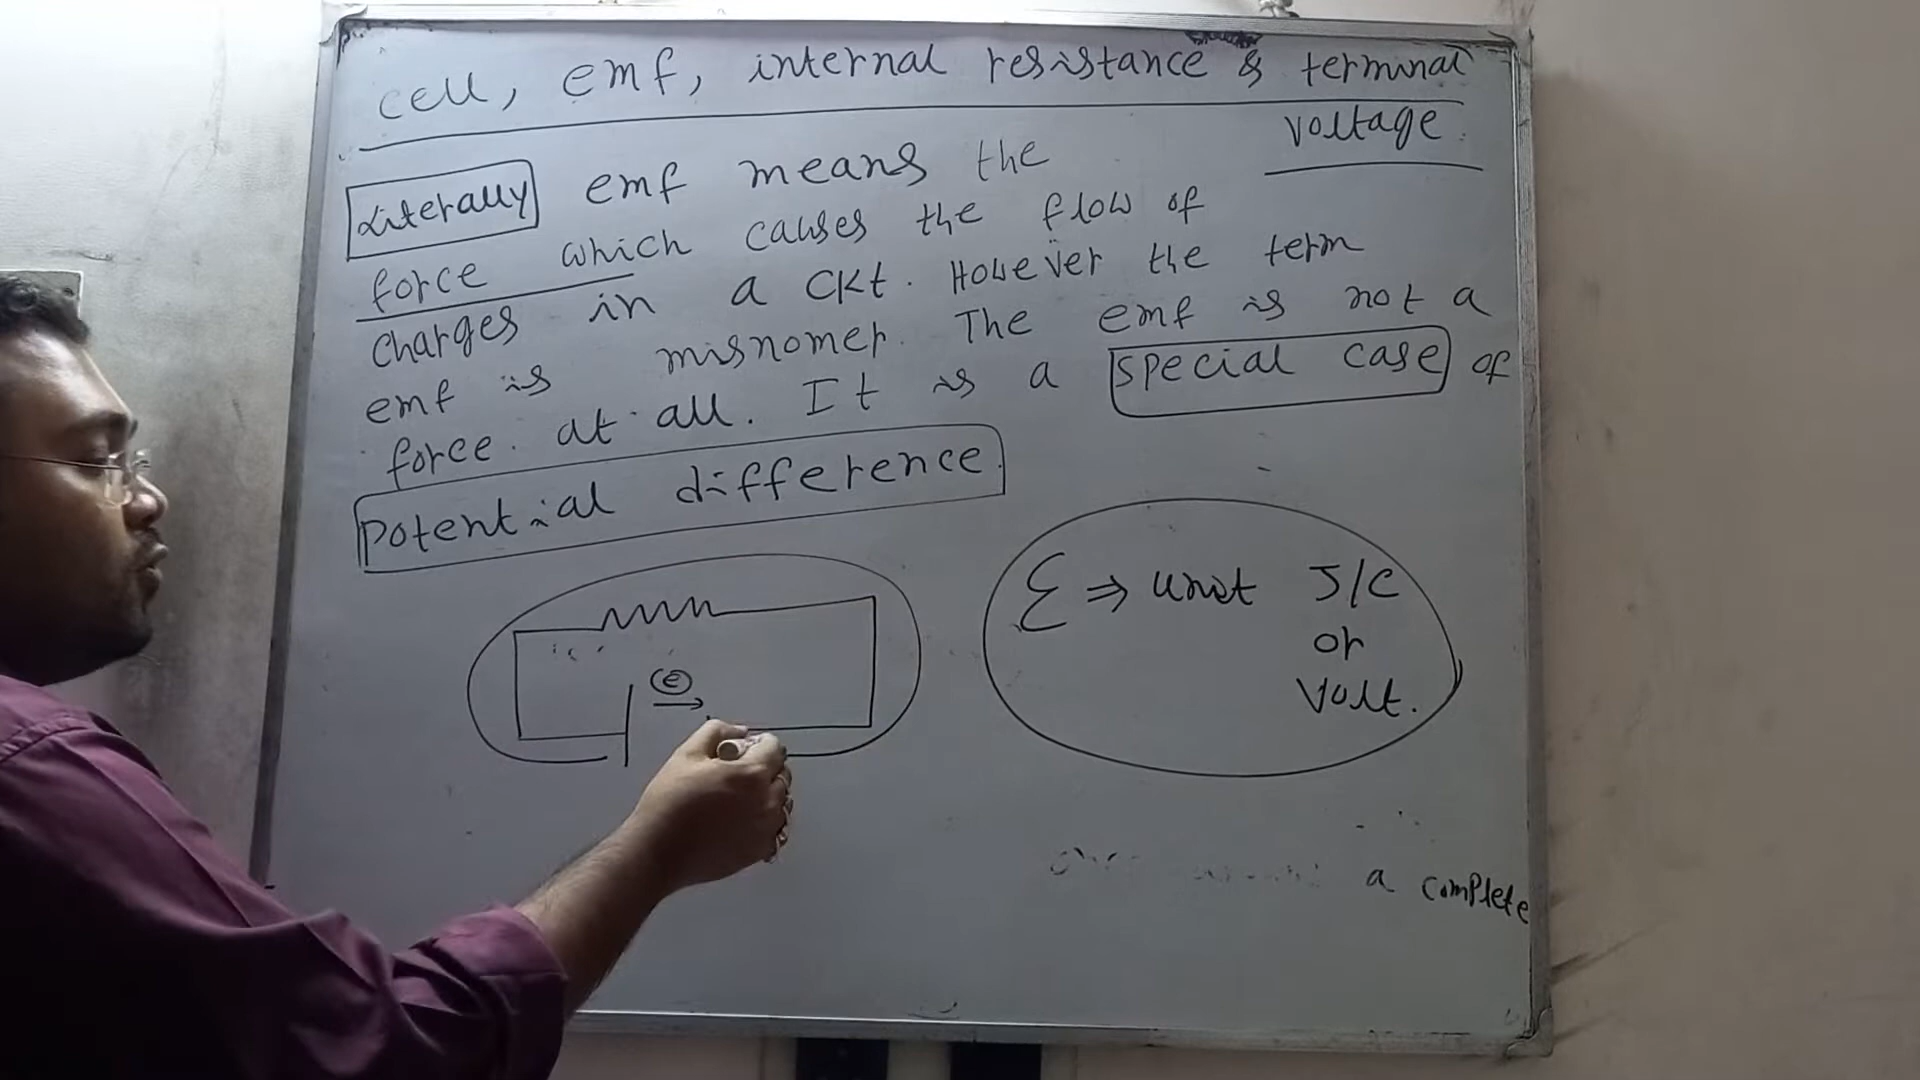 cell, emf, internal resistance & terminal
voltage.
Literally emf means the
force which causes the flow of
charges in a ckt. However the term
emf is misnomer. The emf is not a
force. at all. It is a special case of
potential difference.
ℰ ⇒ unit J/C
or
Volt.
e
a complete